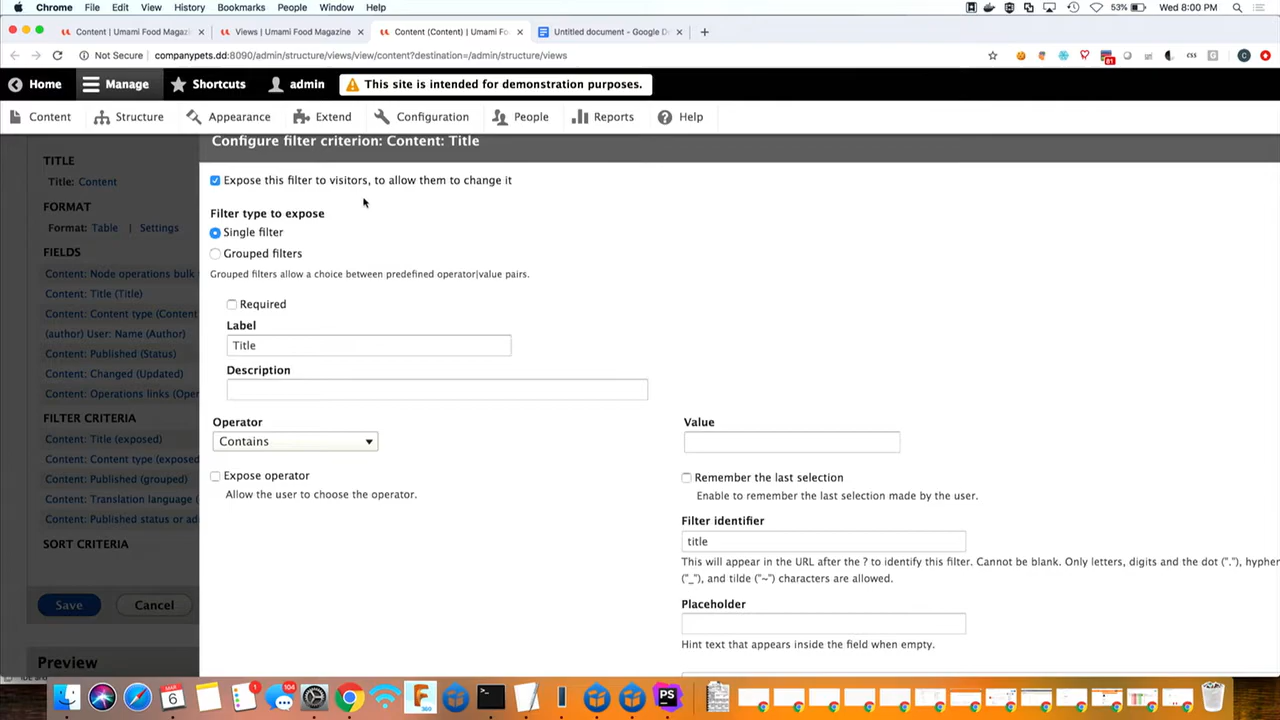 Chrome File Edit View History Bookmarks People Window Help 53% Wed 8:00 PM
Content | Umami Food Magazi Views | Umami Food Magazine Content (Content) | Umami Fo Untitled document - Google D
Not Secure companypets.dd:8090/admin/structure/views/view/content?destination=/admin/structure/views
Home Manage Shortcuts admin This site is intended for demonstration purposes.
Content Structure Appearance Extend Configuration People Reports Help
Configure filter criterion: Content: Title
TITLE
Title: Content
FORMAT
Format: Table | Settings
FIELDS
Content: Node operations bulk
Content: Title (Title)
Content: Content type (Content
(author) User: Name (Author)
Content: Published (Status)
Content: Changed (Updated)
Content: Operations links (Oper
FILTER CRITERIA
Content: Title (exposed)
Content: Content type (exposed
Content: Published (grouped)
Content: Translation language (
Content: Published status or ad
SORT CRITERIA
Save Cancel
Preview
Expose this filter to visitors, to allow them to change it
Filter type to expose
Single filter
Grouped filters
Grouped filters allow a choice between predefined operator|value pairs.
Required
Label
Title
Description
Operator
Contains
Expose operator
Allow the user to choose the operator.
Value
Remember the last selection
Enable to remember the last selection made by the user.
Filter identifier
title
This will appear in the URL after the ? to identify this filter. Cannot be blank. Only letters, digits and the dot ("."), hypher
("_"), and tilde ("~") characters are allowed.
Placeholder
Hint text that appears inside the field when empty.